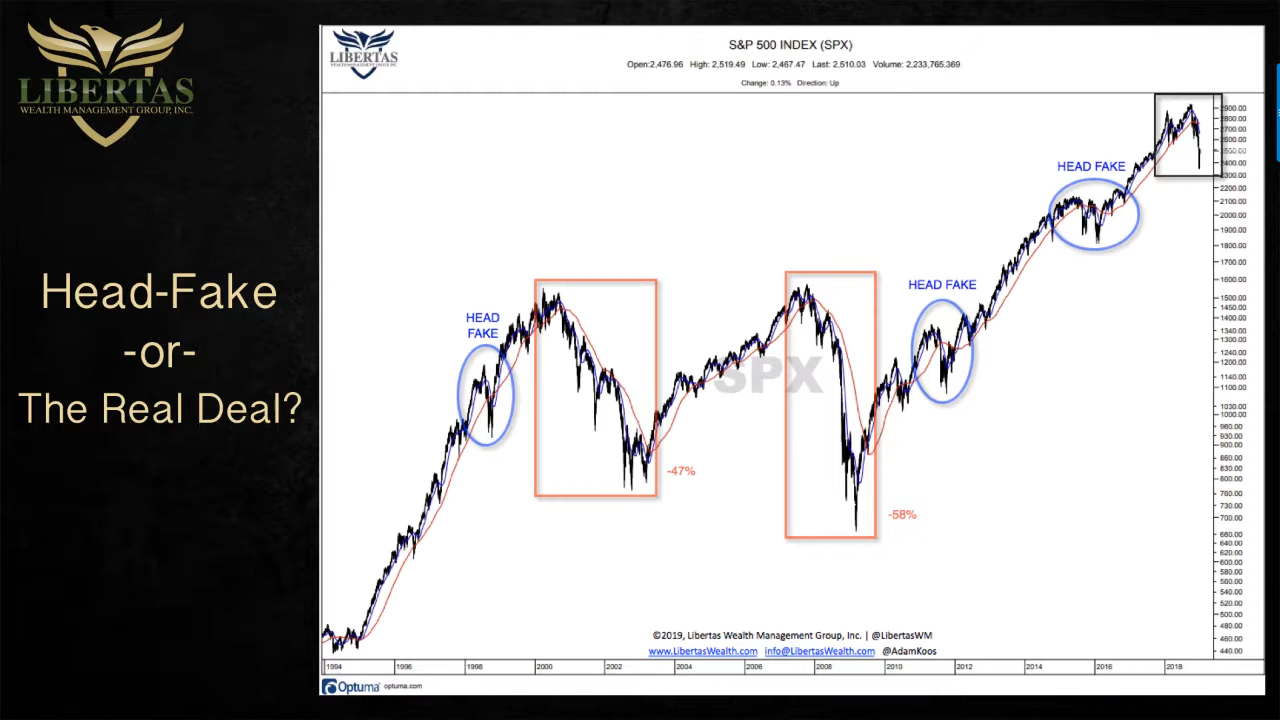 LIBERTAS
WEALTH MANAGEMENT GROUP, INC.
Head-Fake
-or-
The Real Deal?
LIBERTAS
WEALTH MANAGEMENT GROUP, INC.
S&P 500 INDEX (SPX)
Open:2,476.96 High: 2,519.49 Low: 2,467.47 Last: 2,510.03 Volume: 2,233,765,369
Change: 0.13% Direction: Up
HEAD FAKE
HEAD FAKE
HEAD
FAKE
SPX
-47%
-58%
2900.00
2800.00
2700.00
2500.00
2400.00
2300.00
2200.00
2100.00
2000.00
1900.00
1800.00
1700.00
1600.00
1500.00
1400.00
1340.00
1300.00
1240.00
1200.00
1140.00
1100.00
1030.00
1000.00
960.00
930.00
900.00
860.00
830.00
800.00
760.00
730.00
700.00
660.00
640.00
620.00
600.00
580.00
560.00
540.00
520.00
500.00
480.00
460.00
440.00
©2019, Libertas Wealth Management Group, Inc. | @LibertasWM
www.LibertasWealth.com info@LibertasWealth.com @AdamKoos
1994 1996 1998 2000 2002 2004 2006 2008 2010 2012 2014 2016 2018
Optuma optuma.com